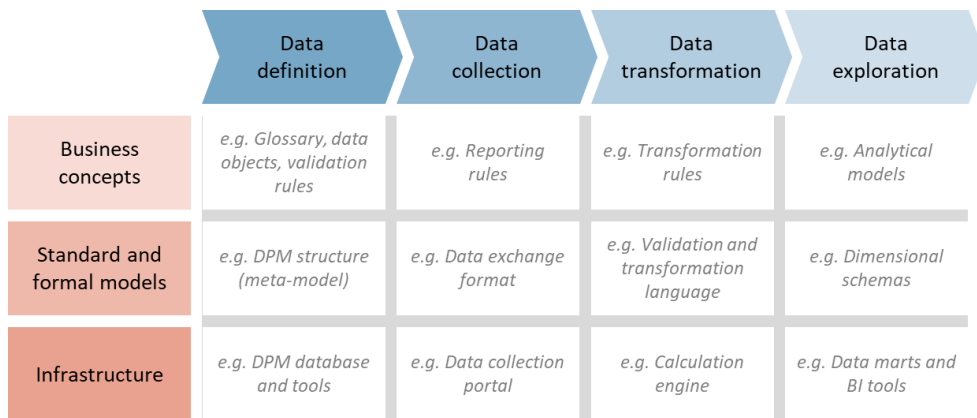 Data
definition
Data
collection
Data
transformation
Data
exploration
Business
concepts
e.g. Glossary, data
objects, validation
rules
e.g. Reporting
rules
e.g. Transformation
rules
e.g. Analytical
models
Standard and
formal models
e.g. DPM structure
(meta-model)
e.g. Data exchange
format
e.g. Validation and
transformation
language
e.g. Dimensional
schemas
Infrastructure
e.g. DPM database
and tools
e.g. Data collection
portal
e.g. Calculation
engine
e.g. Data marts and
BI tools